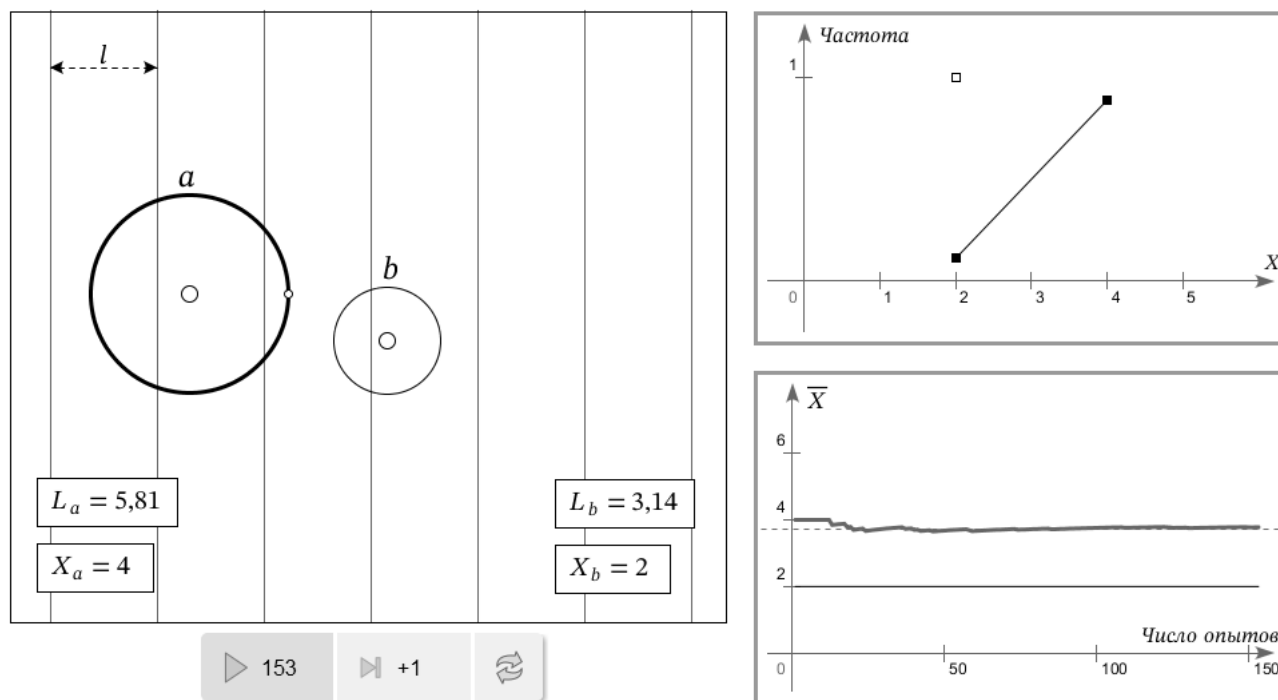 l
a
b
L_a = 5,81
X_a = 4
L_b = 3,14
X_b = 2
153
+1
Частота
1
X
0 1 2 3 4 5
X̅
6
4
2
Число опытов
0 50 100 150